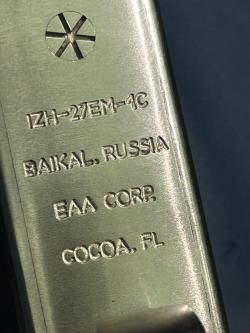 IZH-27EM-1C
BAIKAL, RUSSIA
EAA CORP.
COCOA, FL